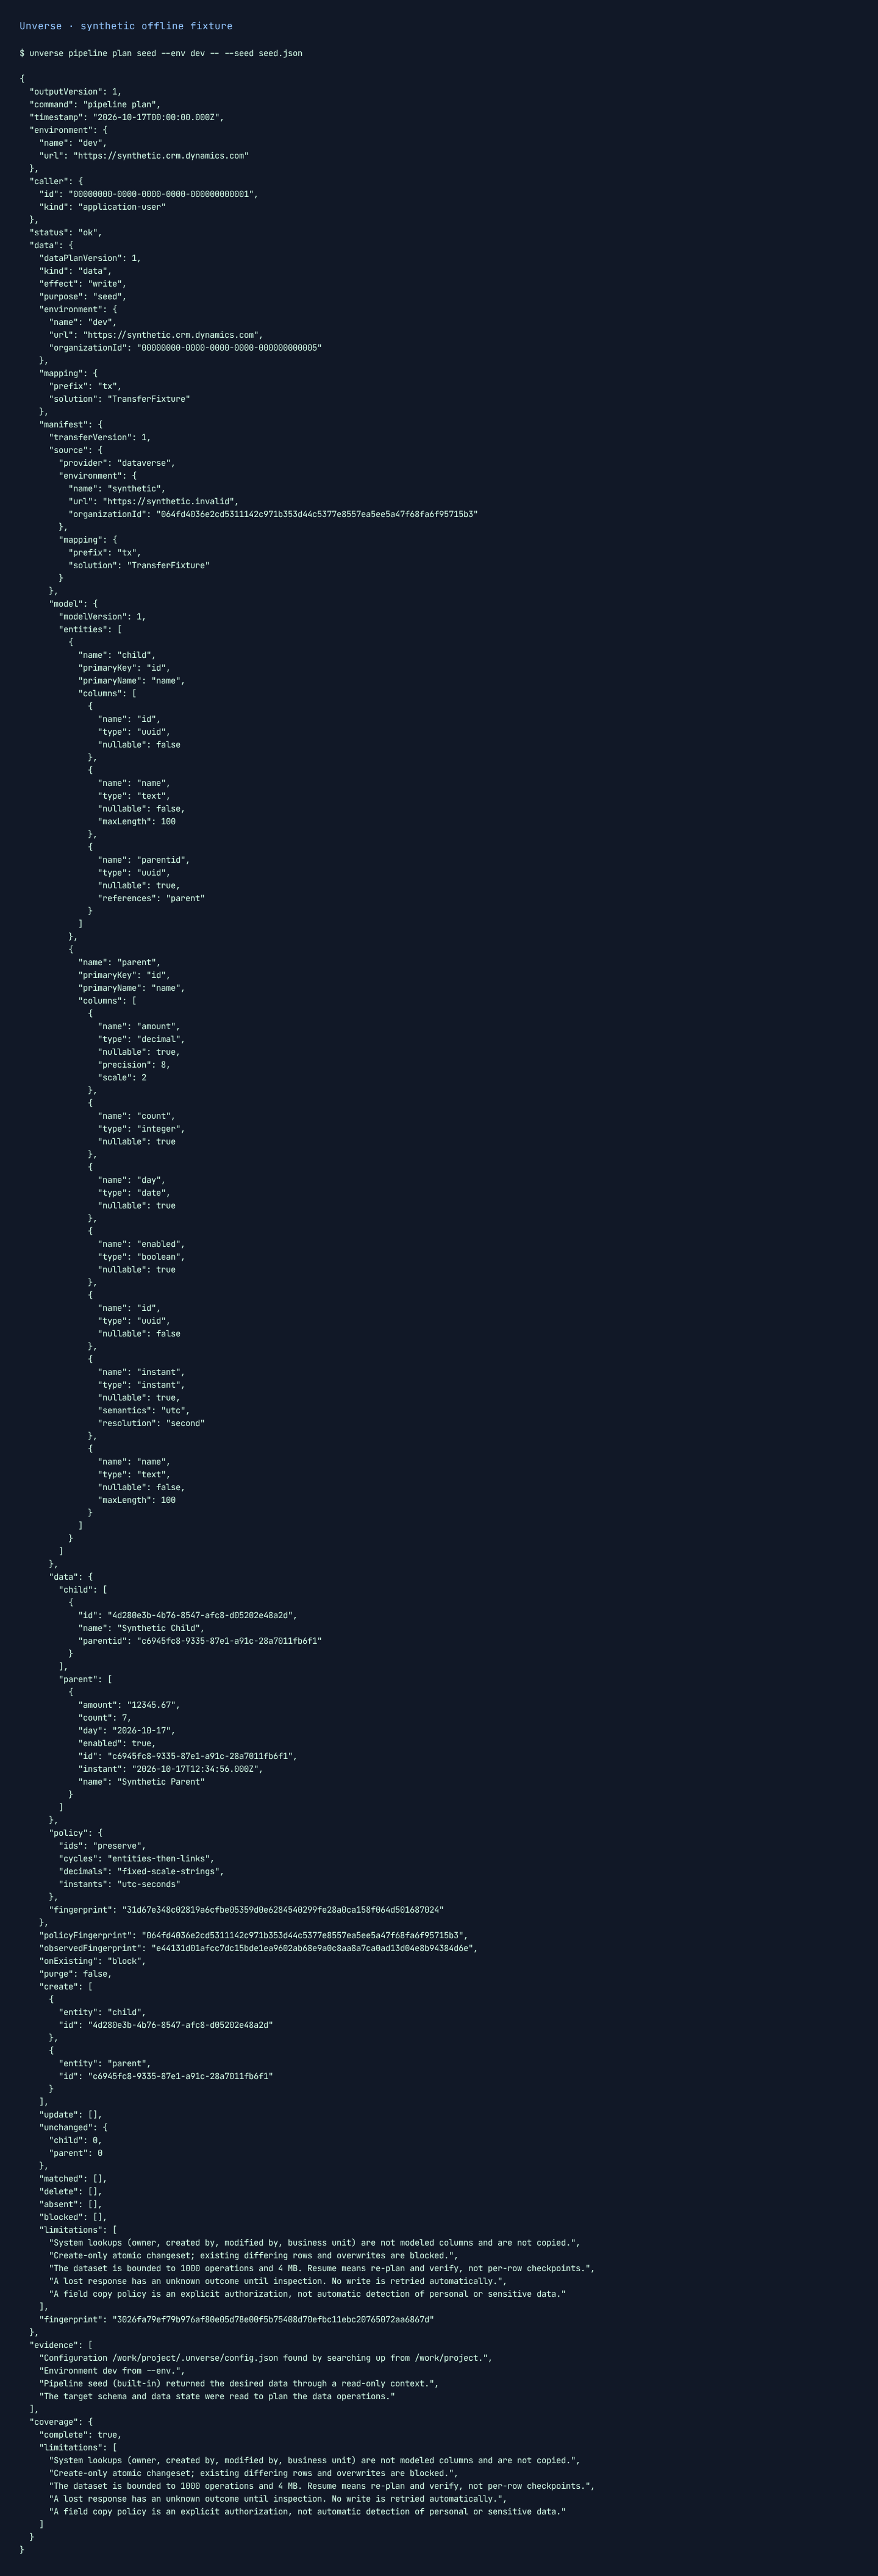 Unverse · synthetic offline fixture
$ unverse pipeline plan seed --env dev -- --seed seed.json
{
  "outputVersion": 1,
  "command": "pipeline plan",
  "timestamp": "2026-10-17T00:00:00.000Z",
  "environment": {
    "name": "dev",
    "url": "https://synthetic.crm.dynamics.com"
  },
  "caller": {
    "id": "00000000-0000-0000-0000-000000000001",
    "kind": "application-user"
  },
  "status": "ok",
  "data": {
    "dataPlanVersion": 1,
    "kind": "data",
    "effect": "write",
    "purpose": "seed",
    "environment": {
      "name": "dev",
      "url": "https://synthetic.crm.dynamics.com",
      "organizationId": "00000000-0000-0000-0000-000000000005"
    },
    "mapping": {
      "prefix": "tx",
      "solution": "TransferFixture"
    },
    "manifest": {
      "transferVersion": 1,
      "source": {
        "provider": "dataverse",
        "environment": {
          "name": "synthetic",
          "url": "https://synthetic.invalid",
          "organizationId": "064fd4036e2cd5311142c971b353d44c5377e8557ea5ee5a47f68fa6f95715b3"
        },
        "mapping": {
          "prefix": "tx",
          "solution": "TransferFixture"
        }
      },
      "model": {
        "modelVersion": 1,
        "entities": [
          {
            "name": "child",
            "primaryKey": "id",
            "primaryName": "name",
            "columns": [
              {
                "name": "id",
                "type": "uuid",
                "nullable": false
              },
              {
                "name": "name",
                "type": "text",
                "nullable": false,
                "maxLength": 100
              },
              {
                "name": "parentid",
                "type": "uuid",
                "nullable": true,
                "references": "parent"
              }
            ]
          },
          {
            "name": "parent",
            "primaryKey": "id",
            "primaryName": "name",
            "columns": [
              {
                "name": "amount",
                "type": "decimal",
                "nullable": true,
                "precision": 8,
                "scale": 2
              },
              {
                "name": "count",
                "type": "integer",
                "nullable": true
              },
              {
                "name": "day",
                "type": "date",
                "nullable": true
              },
              {
                "name": "enabled",
                "type": "boolean",
                "nullable": true
              },
              {
                "name": "id",
                "type": "uuid",
                "nullable": false
              },
              {
                "name": "instant",
                "type": "instant",
                "nullable": true,
                "semantics": "utc",
                "resolution": "second"
              },
              {
                "name": "name",
                "type": "text",
                "nullable": false,
                "maxLength": 100
              }
            ]
          }
        ]
      },
      "data": {
        "child": [
          {
            "id": "4d280e3b-4b76-8547-afc8-d05202e48a2d",
            "name": "Synthetic Child",
            "parentid": "c6945fc8-9335-87e1-a91c-28a7011fb6f1"
          }
        ],
        "parent": [
          {
            "amount": "12345.67",
            "count": 7,
            "day": "2026-10-17",
            "enabled": true,
            "id": "c6945fc8-9335-87e1-a91c-28a7011fb6f1",
            "instant": "2026-10-17T12:34:56.000Z",
            "name": "Synthetic Parent"
          }
        ]
      },
      "policy": {
        "ids": "preserve",
        "cycles": "entities-then-links",
        "decimals": "fixed-scale-strings",
        "instants": "utc-seconds"
      },
      "fingerprint": "31d67e348c02819a6cfbe05359d0e6284540299fe28a0ca158f064d501687024"
    },
    "policyFingerprint": "064fd4036e2cd5311142c971b353d44c5377e8557ea5ee5a47f68fa6f95715b3",
    "observedFingerprint": "e44131d01afcc7dc15bde1ea9602ab68e9a0c8aa8a7ca0ad13d04e8b94384d6e",
    "onExisting": "block",
    "purge": false,
    "create": [
      {
        "entity": "child",
        "id": "4d280e3b-4b76-8547-afc8-d05202e48a2d"
      },
      {
        "entity": "parent",
        "id": "c6945fc8-9335-87e1-a91c-28a7011fb6f1"
      }
    ],
    "update": [],
    "unchanged": {
      "child": 0,
      "parent": 0
    },
    "matched": [],
    "delete": [],
    "absent": [],
    "blocked": [],
    "limitations": [
      "System lookups (owner, created by, modified by, business unit) are not modeled columns and are not copied.",
      "Create-only atomic changeset; existing differing rows and overwrites are blocked.",
      "The dataset is bounded to 1000 operations and 4 MB. Resume means re-plan and verify, not per-row checkpoints.",
      "A lost response has an unknown outcome until inspection. No write is retried automatically.",
      "A field copy policy is an explicit authorization, not automatic detection of personal or sensitive data."
    ],
    "fingerprint": "3026fa79ef79b976af80e05d78e00f5b75408d70efbc11ebc20765072aa6867d"
  },
  "evidence": [
    "Configuration /work/project/.unverse/config.json found by searching up from /work/project.",
    "Environment dev from --env.",
    "Pipeline seed (built-in) returned the desired data through a read-only context.",
    "The target schema and data state were read to plan the data operations."
  ],
  "coverage": {
    "complete": true,
    "limitations": [
      "System lookups (owner, created by, modified by, business unit) are not modeled columns and are not copied.",
      "Create-only atomic changeset; existing differing rows and overwrites are blocked.",
      "The dataset is bounded to 1000 operations and 4 MB. Resume means re-plan and verify, not per-row checkpoints.",
      "A lost response has an unknown outcome until inspection. No write is retried automatically.",
      "A field copy policy is an explicit authorization, not automatic detection of personal or sensitive data."
    ]
  }
}